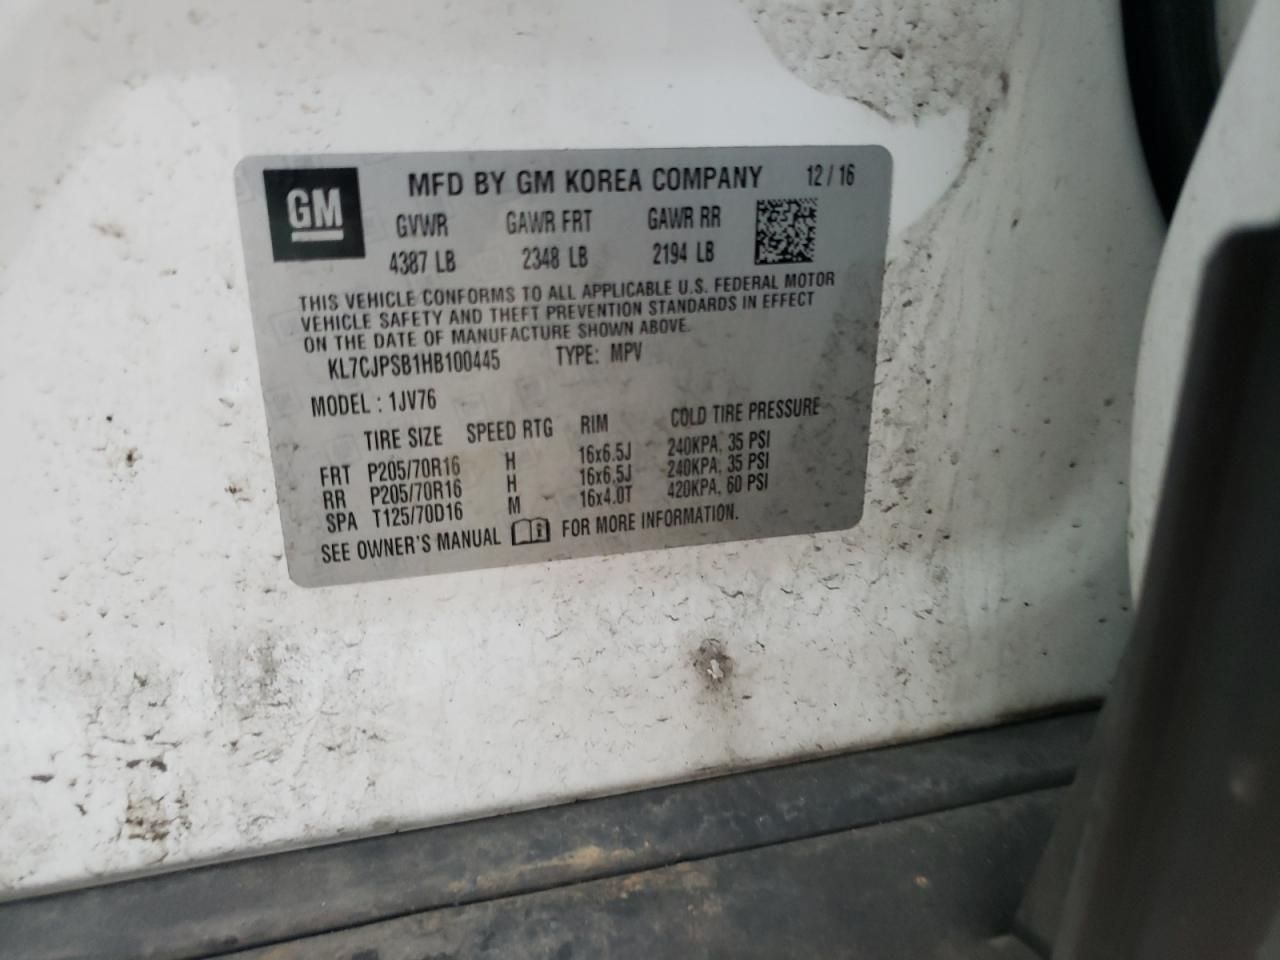 GM
MFD BY GM KOREA COMPANY 12/16
GVWR GAWR FRT GAWR RR
4387 LB 2348 LB 2194 LB
THIS VEHICLE CONFORMS TO ALL APPLICABLE U.S. FEDERAL MOTOR
VEHICLE SAFETY AND THEFT PREVENTION STANDARDS IN EFFECT
ON THE DATE OF MANUFACTURE SHOWN ABOVE.
KL7CJPSB1HB100445 TYPE: MPV
MODEL : 1JV76
TIRE SIZE SPEED RTG RIM COLD TIRE PRESSURE
FRT P205/70R16 H 16x6.5J 240KPA, 35 PSI
RR P205/70R16 H 16x6.5J 240KPA, 35 PSI
SPA T125/70D16 M 16x4.0T 420KPA, 60 PSI
SEE OWNER'S MANUAL FOR MORE INFORMATION.